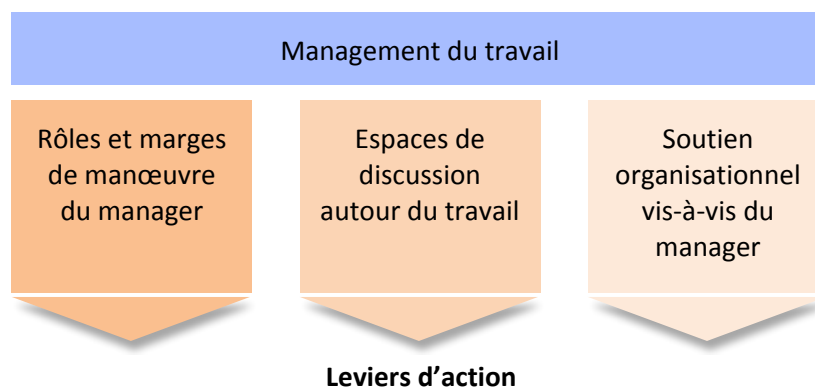 Management du travail
Rôles et marges
de manœuvre
du manager
Espaces de
discussion
autour du travail
Soutien
organisationnel
vis-à-vis du
manager
Leviers d’action